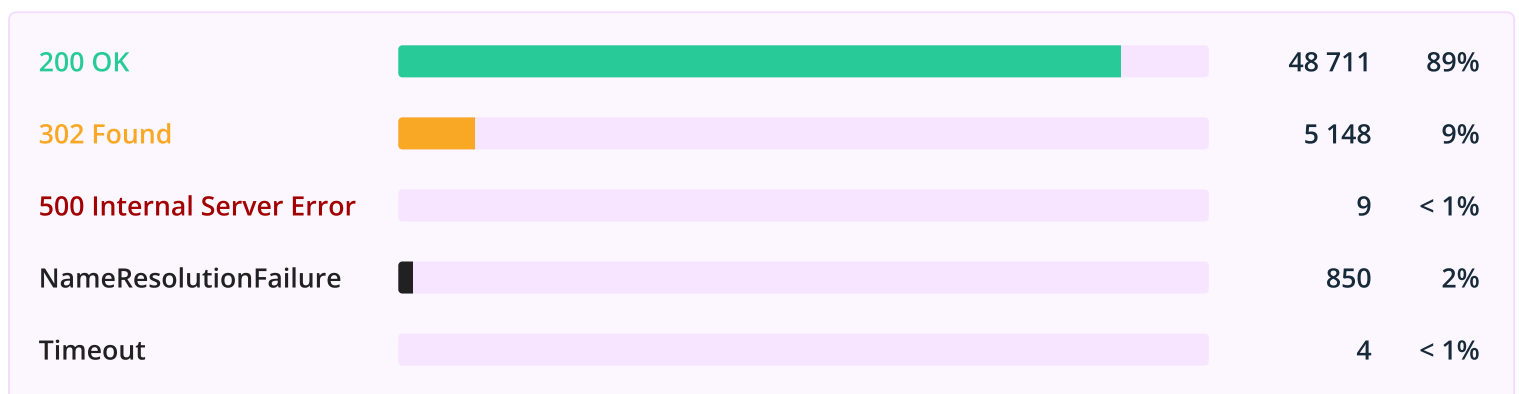 200 OK 48 711 89%
302 Found 5 148 9%
500 Internal Server Error 9 < 1%
NameResolutionFailure 850 2%
Timeout 4 < 1%